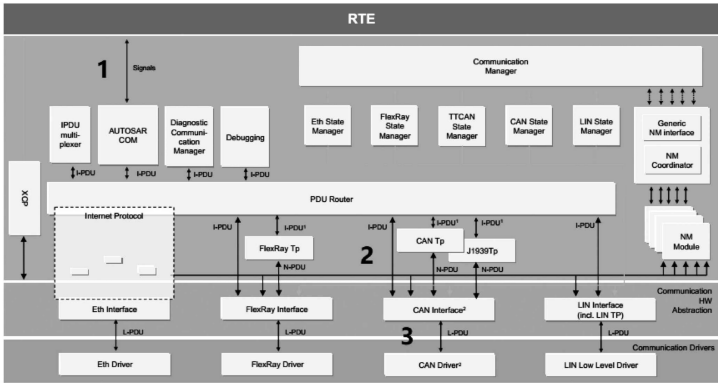 RTE
1
Signals
Communication
Manager
IPDU
multi-
plexer
AUTOSAR
COM
Diagnostic
Communi-
cation
Manager
Debugging
Eth State
Manager
FlexRay
State
Manager
TTCAN
State
Manager
CAN State
Manager
LIN State
Manager
Generic
NM interface
NM
Coordinator
XCP
I-PDU
I-PDU
I-PDU
I-PDU
PDU Router
Internet Protocol
I-PDU
I-PDU¹
I-PDU
I-PDU¹
I-PDU¹
I-PDU
2
FlexRay Tp
CAN Tp
J1939Tp
NM
Module
N-PDU
N-PDU
N-PDU
Communication
HW
Abstraction
Eth Interface
FlexRay Interface
CAN Interface²
LIN Interface
(incl. LIN TP)
3
L-PDU
L-PDU
L-PDU
L-PDU
Communication Drivers
Eth Driver
FlexRay Driver
CAN Driver²
LIN Low Level Driver